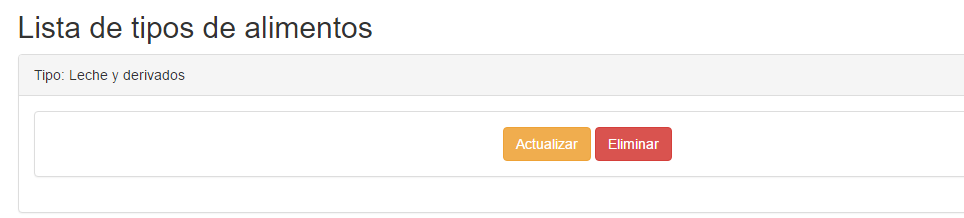 Lista de tipos de alimentos
Tipo: Leche y derivados
Actualizar Eliminar